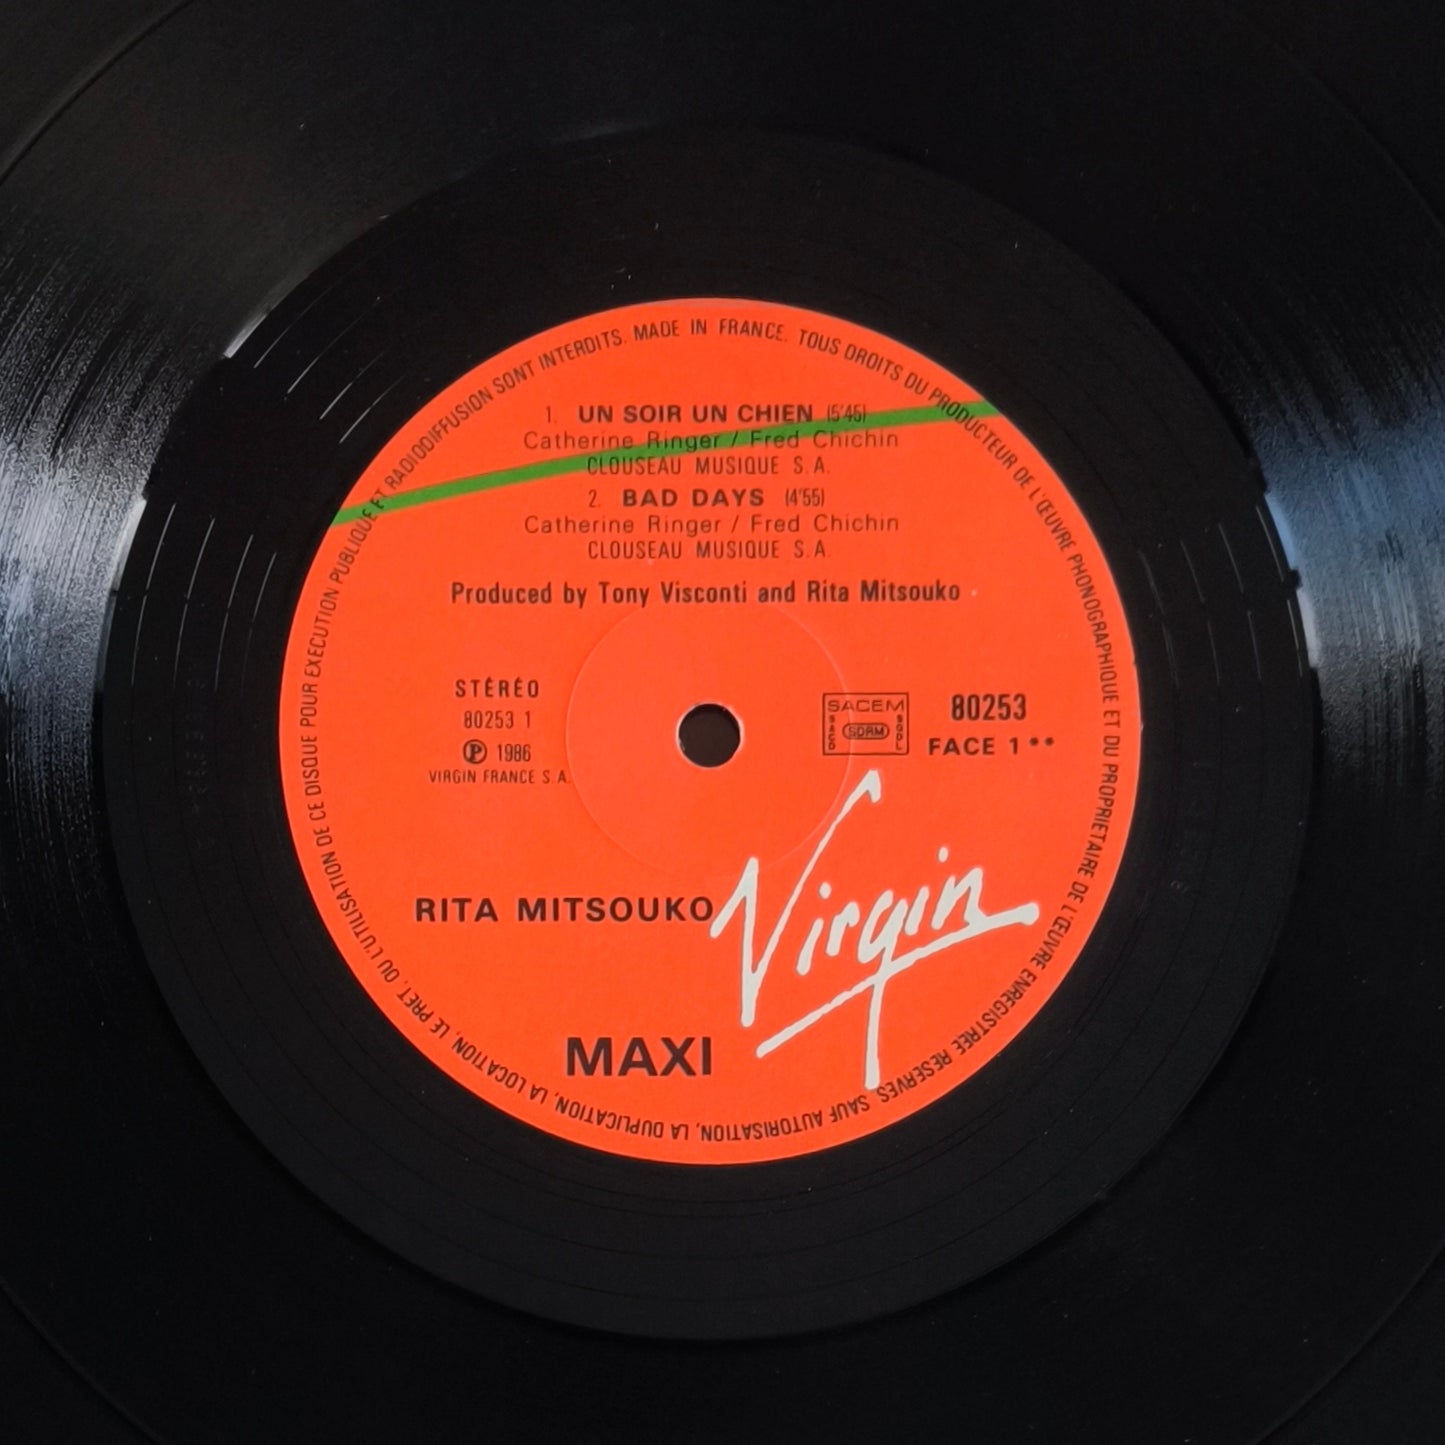 MADE IN FRANCE. TOUS DROITS DU PRODUCTEUR DE L'ŒUVRE PHONOGRAPHIQUE ET DU PROPRIETAIRE DE L'ŒUVRE ENREGISTREE RESERVES. SAUF AUTORISATION, LA DUPLICATION, LA LOCATION, LE PRET, OU L'UTILISATION DE CE DISQUE POUR EXECUTION PUBLIQUE ET RADIODIFFUSION SONT INTERDITS.
1. UN SOIR UN CHIEN (5'45)
Catherine Ringer / Fred Chichin
CLOUSEAU MUSIQUE S.A.
2. BAD DAYS (4'55)
Catherine Ringer / Fred Chichin
CLOUSEAU MUSIQUE S.A.
Produced by Tony Visconti and Rita Mitsouko
STÉRÉO
80253 1
Ⓟ 1986
VIRGIN FRANCE S.A.
SACEM
SACD
SDRM
SGDL
80253
FACE 1 **
RITA MITSOUKO
Virgin
MAXI